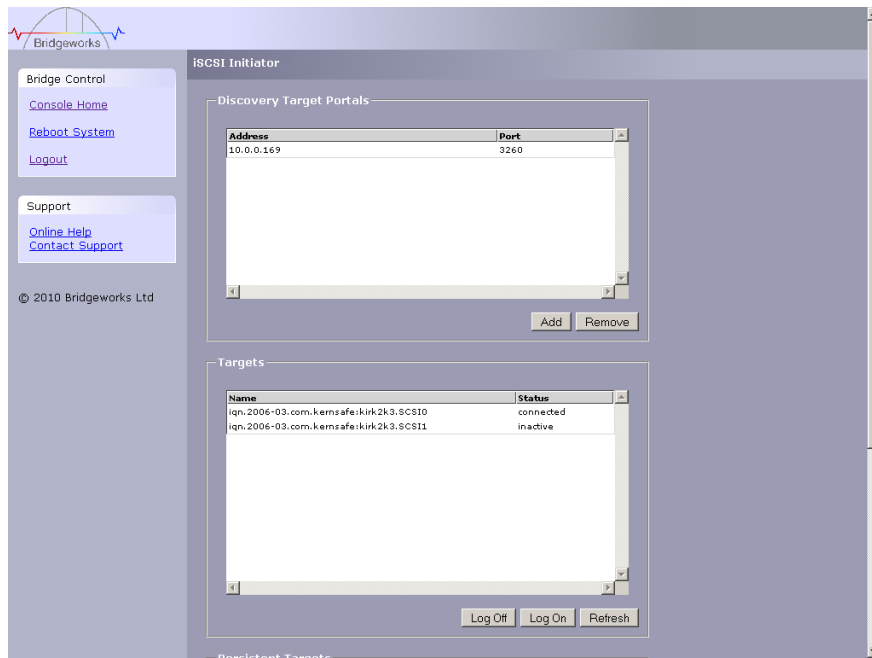 Bridgeworks
iSCSI Initiator
Bridge Control
Console Home
Reboot System
Logout
Support
Online Help
Contact Support
© 2010 Bridgeworks Ltd
Discovery Target Portals
Address Port
10.0.0.169 3260
Add Remove
Targets
Name Status
iqn.2006-03.com.kernsafe:kirk2k3.SCSI0 connected
iqn.2006-03.com.kernsafe:kirk2k3.SCSI1 inactive
Log Off Log On Refresh
Persistent Targets